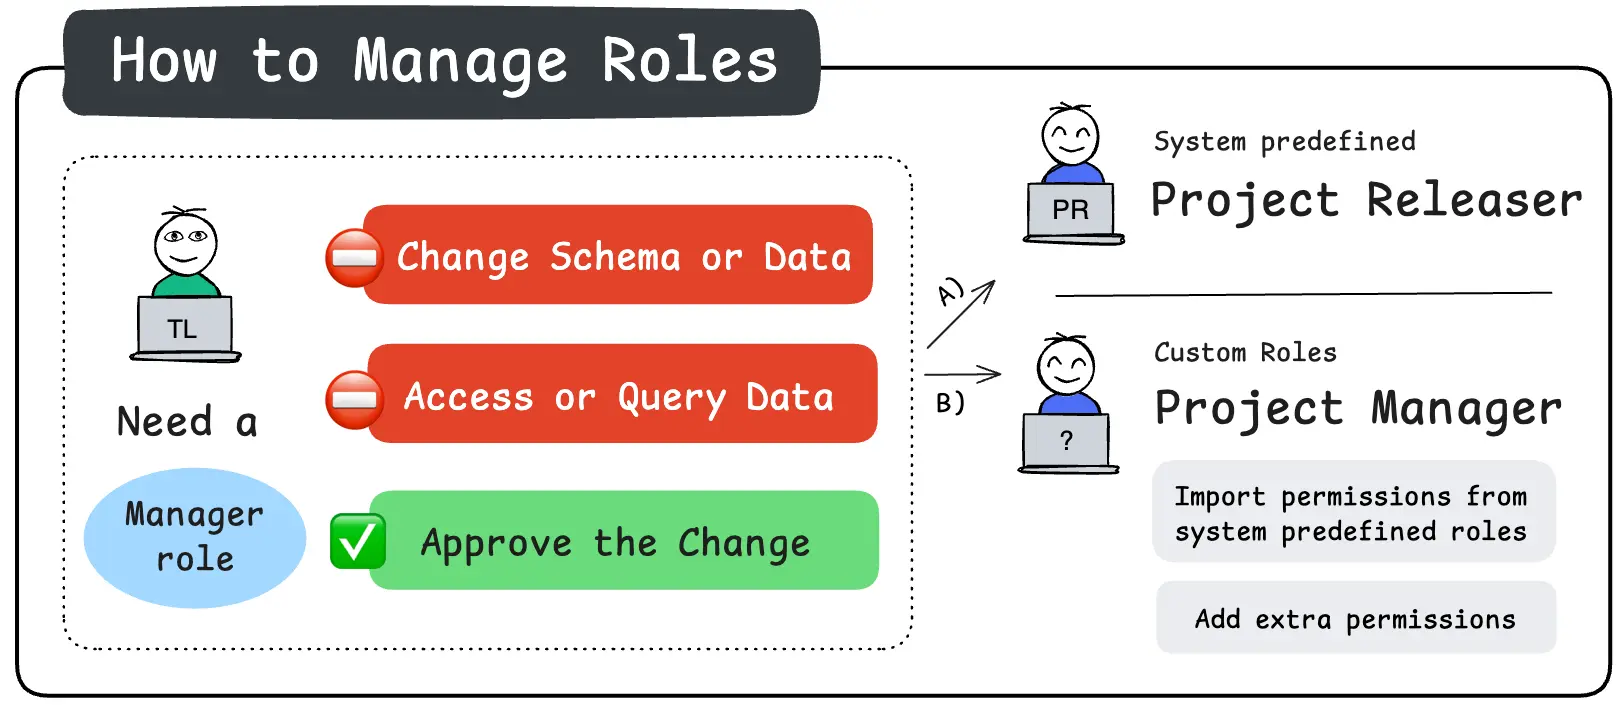 How to Manage Roles
TL
Need a
Manager
role
Change Schema or Data
Access or Query Data
Approve the Change
A)
B)
PR
System predefined
Project Releaser
?
Custom Roles
Project Manager
Import permissions from
system predefined roles
Add extra permissions